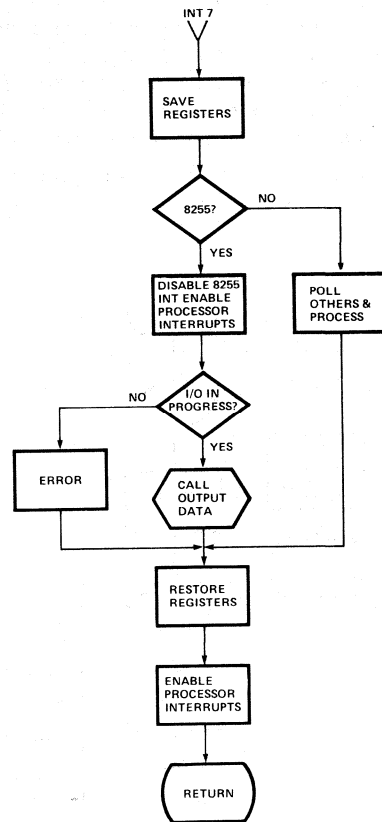 INT 7
SAVE
REGISTERS
8255?
NO
YES
DISABLE 8255
INT ENABLE
PROCESSOR
INTERRUPTS
POLL
OTHERS &
PROCESS
I/O IN
PROGRESS?
NO
YES
ERROR
CALL
OUTPUT
DATA
RESTORE
REGISTERS
ENABLE
PROCESSOR
INTERRUPTS
RETURN